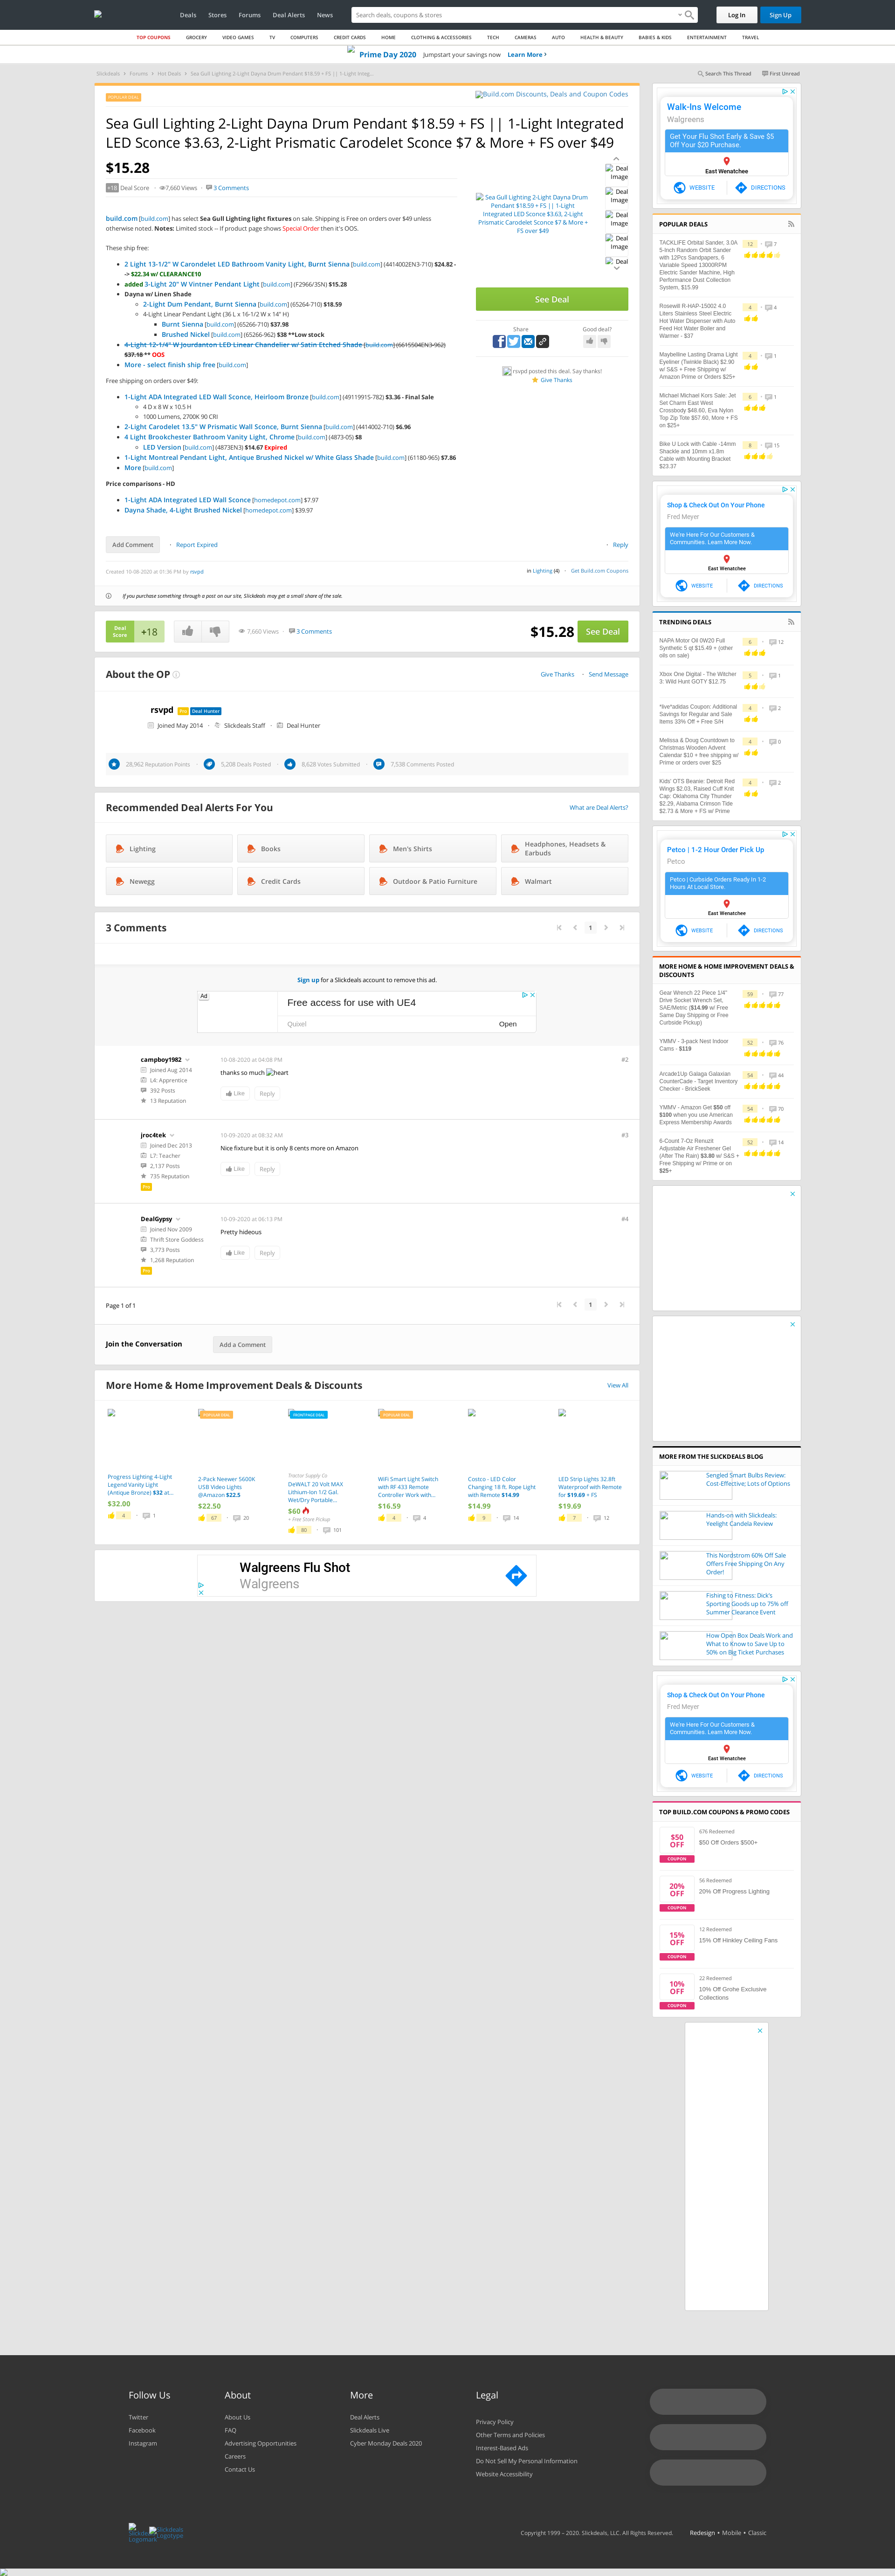 Deals Stores Forums Deal Alerts News
Search deals, coupons & stores
Log In Sign Up
TOP COUPONS GROCERY VIDEO GAMES TV COMPUTERS CREDIT CARDS HOME CLOTHING & ACCESSORIES TECH CAMERAS AUTO HEALTH & BEAUTY BABIES & KIDS ENTERTAINMENT TRAVEL
Prime Day 2020 Jumpstart your savings now Learn More >
Slickdeals > Forums > Hot Deals > Sea Gull Lighting 2-Light Dayna Drum Pendant $18.59 + FS || 1-Light Integ...
Search This Thread First Unread
POPULAR DEAL
Build.com Discounts, Deals and Coupon Codes
Sea Gull Lighting 2-Light Dayna Drum Pendant $18.59 + FS || 1-Light Integrated
LED Sconce $3.63, 2-Light Prismatic Carodelet Sconce $7 & More + FS over $49
$15.28
+18 Deal Score 7,660 Views 3 Comments
build.com [build.com] has select Sea Gull Lighting light fixtures on sale. Shipping is free on orders over $49 unless
otherwise noted. Notes: Limited stock -- If product page shows Special Order then it's OOS.
These ship free:
2 Light 13-1/2" W Carondelet LED Bathroom Vanity Light, Burnt Sienna [build.com] (4414002EN3-710) $24.82 -
-> $22.34 w/ CLEARANCE10
added 3-Light 20" W Vintner Pendant Light [build.com] (F2966/3SN) $15.28
Dayna w/ Linen Shade
2-Light Dum Pendant, Burnt Sienna [build.com] (65264-710) $18.59
4-Light Linear Pendant Light (36 L x 16-1/2 W x 14" H)
Burnt Sienna [build.com] (65266-710) $37.98
Brushed Nickel [build.com] (65266-962) $38 **Low stock
4-Light 12-1/4" W Jourdanton LED Linear Chandelier w/ Satin Etched Shade [build.com] (6615504EN3-962)
$37.18 ** OOS
More - select finish ship free [build.com]
Free shipping on orders over $49:
1-Light ADA Integrated LED Wall Sconce, Heirloom Bronze [build.com] (4911991S-782) $3.36 - Final Sale
4 D x 8 W x 10.5 H
1000 Lumens, 2700K 90 CRI
2-Light Carodelet 13.5" W Prismatic Wall Sconce, Burnt Sienna [build.com] (4414002-710) $6.96
4 Light Brookchester Bathroom Vanity Light, Chrome [build.com] (4873-05) $8
LED Version [build.com] (4873EN3) $14.67 Expired
1-Light Montreal Pendant Light, Antique Brushed Nickel w/ White Glass Shade [build.com] (61180-965) $7.86
More [build.com]
Price comparisons - HD
1-Light ADA Integrated LED Wall Sconce [homedepot.com] $7.97
Dayna Shade, 4-Light Brushed Nickel [homedepot.com] $39.97
Sea Gull Lighting 2-Light Dayna Drum Pendant $18.59 + FS || 1-Light Integrated LED Sconce $3.63, 2-Light Prismatic Carodelet Sconce $7 & More + FS over $49
Deal Image
Deal Image
Deal Image
Deal Image
Deal
See Deal
Share Good deal?
rsvpd posted this deal. Say thanks!
Give Thanks
Add Comment Report Expired Reply
Created 10-08-2020 at 01:36 PM by rsvpd
in Lighting (4) Get Build.com Coupons
If you purchase something through a post on our site, Slickdeals may get a small share of the sale.
Deal Score +18 7,660 Views 3 Comments $15.28 See Deal
About the OP
Give Thanks Send Message
rsvpd Pro Deal Hunter
Joined May 2014 Slickdeals Staff Deal Hunter
28,962 Reputation Points 5,208 Deals Posted 8,628 Votes Submitted 7,538 Comments Posted
Recommended Deal Alerts For You
What are Deal Alerts?
Lighting Books Men's Shirts Headphones, Headsets & Earbuds
Newegg Credit Cards Outdoor & Patio Furniture Walmart
3 Comments
1
Sign up for a Slickdeals account to remove this ad.
Ad
Free access for use with UE4
Quixel Open
campboy1982
Joined Aug 2014
L4: Apprentice
392 Posts
13 Reputation
10-08-2020 at 04:08 PM #2
thanks so much heart
Like Reply
jroc4tek
Joined Dec 2013
L7: Teacher
2,137 Posts
735 Reputation
Pro
10-09-2020 at 08:32 AM #3
Nice fixture but it is only 8 cents more on Amazon
Like Reply
DealGypsy
Joined Nov 2009
Thrift Store Goddess
3,773 Posts
1,268 Reputation
Pro
10-09-2020 at 06:13 PM #4
Pretty hideous
Like Reply
Page 1 of 1
1
Join the Conversation Add a Comment
More Home & Home Improvement Deals & Discounts
View All
Progress Lighting 4-Light Legend Vanity Light (Antique Bronze) $32 at...
$32.00
4 1
POPULAR DEAL
2-Pack Neewer 5600K USB Video Lights @Amazon $22.5
$22.50
67 20
FRONTPAGE DEAL
Tractor Supply Co
DeWALT 20 Volt MAX Lithium-Ion 1/2 Gal. Wet/Dry Portable...
$60
+ Free Store Pickup
80 101
POPULAR DEAL
WiFi Smart Light Switch with RF 433 Remote Controller Work with...
$16.59
4 4
Costco - LED Color Changing 18 ft. Rope Light with Remote $14.99
$14.99
9 14
LED Strip Lights 32.8ft Waterproof with Remote for $19.69 + FS
$19.69
7 12
Walgreens Flu Shot
Walgreens
Walk-Ins Welcome
Walgreens
Get Your Flu Shot Early & Save $5 Off Your $20 Purchase.
East Wenatchee
WEBSITE DIRECTIONS
POPULAR DEALS
TACKLIFE Orbital Sander, 3.0A 5-Inch Random Orbit Sander with 12Pcs Sandpapers, 6 Variable Speed 13000RPM Electric Sander Machine, High Performance Dust Collection System, $15.99
12 7
Rosewill R-HAP-15002 4.0 Liters Stainless Steel Electric Hot Water Dispenser with Auto Feed Hot Water Boiler and Warmer - $37
4 4
Maybelline Lasting Drama Light Eyeliner (Twinkle Black) $2.90 w/ S&S + Free Shipping w/ Amazon Prime or Orders $25+
4 1
Michael Michael Kors Sale: Jet Set Charm East West Crossbody $48.60, Eva Nylon Top Zip Tote $57.60, More + FS on $25+
6 1
Bike U Lock with Cable -14mm Shackle and 10mm x1.8m Cable with Mounting Bracket $23.37
8 15
Shop & Check Out On Your Phone
Fred Meyer
We're Here For Our Customers & Communities. Learn More Now.
East Wenatchee
WEBSITE DIRECTIONS
TRENDING DEALS
NAPA Motor Oil 0W20 Full Synthetic 5 qt $15.49 + (other oils on sale)
6 12
Xbox One Digital - The Witcher 3: Wild Hunt GOTY $12.75
5 1
*live*adidas Coupon: Additional Savings for Regular and Sale Items 33% Off + Free S/H
4 2
Melissa & Doug Countdown to Christmas Wooden Advent Calendar $10 + free shipping w/ Prime or orders over $25
4 0
Kids' OTS Beanie: Detroit Red Wings $2.03, Raised Cuff Knit Cap: Oklahoma City Thunder $2.29, Alabama Crimson Tide $2.73 & More + FS w/ Prime
4 2
Petco | 1-2 Hour Order Pick Up
Petco
Petco | Curbside Orders Ready In 1-2 Hours At Local Store.
East Wenatchee
WEBSITE DIRECTIONS
MORE HOME & HOME IMPROVEMENT DEALS & DISCOUNTS
Gear Wrench 22 Piece 1/4" Drive Socket Wrench Set, SAE/Metric ($14.99 w/ Free Same Day Shipping or Free Curbside Pickup)
59 77
YMMV - 3-pack Nest Indoor Cams - $119
52 76
Arcade1Up Galaga Galaxian CounterCade - Target Inventory Checker - BrickSeek
54 44
YMMV - Amazon Get $50 off $100 when you use American Express Membership Awards
54 70
6-Count 7-Oz Renuzit Adjustable Air Freshener Gel (After The Rain) $3.80 w/ S&S + Free Shipping w/ Prime or on $25+
52 14
MORE FROM THE SLICKDEALS BLOG
Sengled Smart Bulbs Review: Cost-Effective; Lots of Options
Hands-on with Slickdeals: Yeelight Candela Review
This Nordstrom 60% Off Sale Offers Free Shipping On Any Order!
Fishing to Fitness: Dick's Sporting Goods up to 75% off Summer Clearance Event
How Open Box Deals Work and What to Know to Save Up to 50% on Big Ticket Purchases
Shop & Check Out On Your Phone
Fred Meyer
We're Here For Our Customers & Communities. Learn More Now.
East Wenatchee
WEBSITE DIRECTIONS
TOP BUILD.COM COUPONS & PROMO CODES
$50 OFF COUPON 676 Redeemed
$50 Off Orders $500+
20% OFF COUPON 56 Redeemed
20% Off Progress Lighting
15% OFF COUPON 12 Redeemed
15% Off Hinkley Ceiling Fans
10% OFF COUPON 22 Redeemed
10% Off Grohe Exclusive Collections
Follow Us
Twitter
Facebook
Instagram
About
About Us
FAQ
Advertising Opportunities
Careers
Contact Us
More
Deal Alerts
Slickdeals Live
Cyber Monday Deals 2020
Legal
Privacy Policy
Other Terms and Policies
Interest-Based Ads
Do Not Sell My Personal Information
Website Accessibility
Slickdeals Logomark Slickdeals Logotype
Copyright 1999 – 2020. Slickdeals, LLC. All Rights Reserved. Redesign • Mobile • Classic